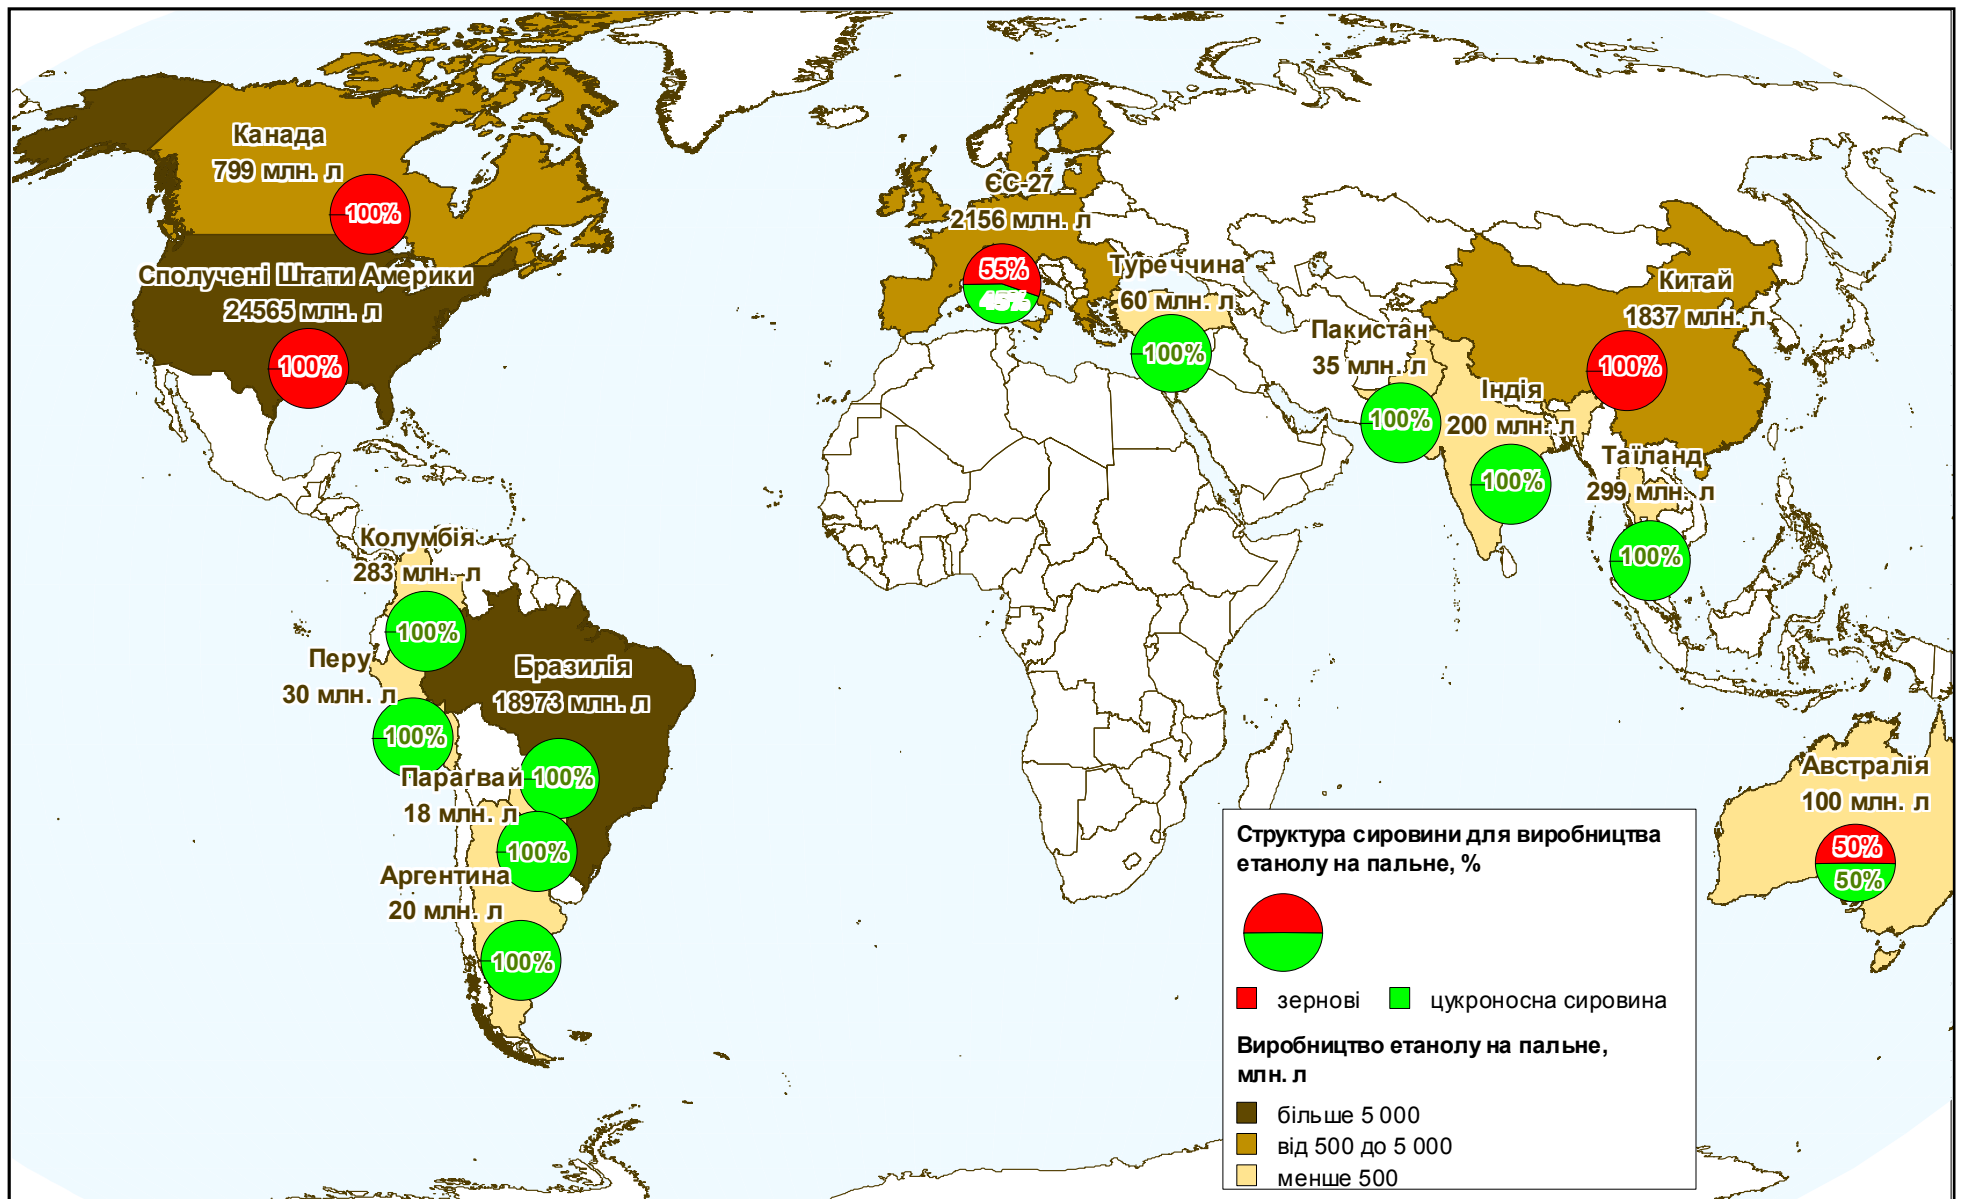 Канада
799 млн. л
100%
Сполучені Штати Америки
24565 млн. л
100%
ЄС-27
2156 млн. л
55%
45%
Туреччина
60 млн. л
100%
Китай
1837 млн. л
100%
Пакистан
35 млн. л
100%
Індія
200 млн. л
100%
Таїланд
299 млн. л
100%
Колумбія
283 млн. л
100%
Перу
30 млн. л
100%
Бразилія
18973 млн. л
100%
Параґвай
18 млн. л
100%
Аргентина
20 млн. л
100%
Австралія
100 млн. л
50%
50%
Структура сировини для виробництва
етанолу на пальне, %
зернові цукроносна сировина
Виробництво етанолу на пальне,
млн. л
більше 5 000
від 500 до 5 000
менше 500